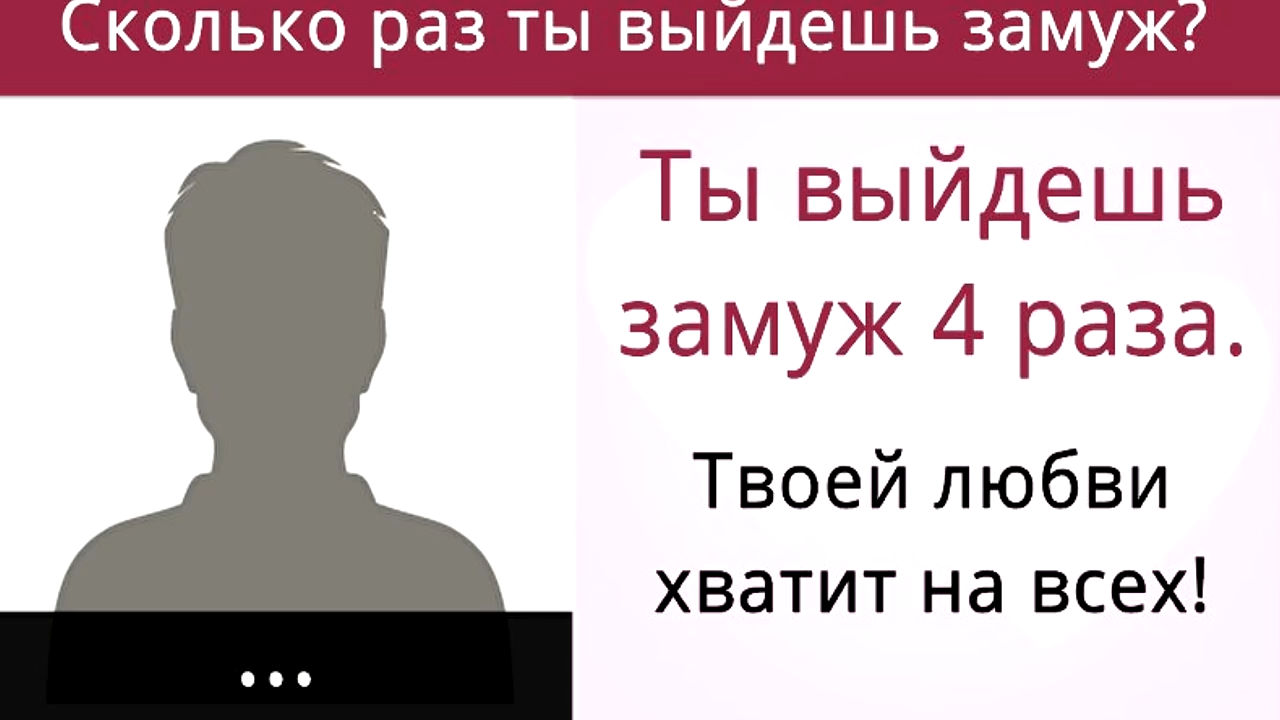 Сколько раз ты выйдешь замуж?
Ты выйдешь
замуж 4 раза.
Твоей любви
хватит на всех!
...